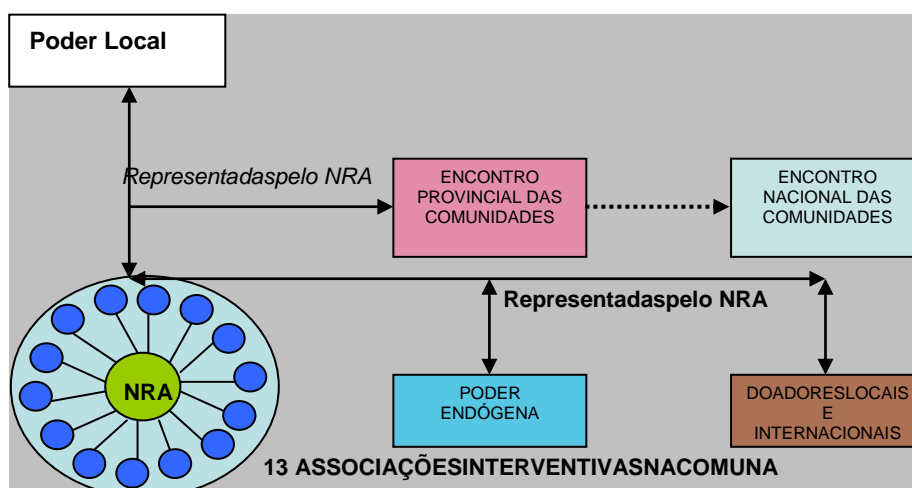 Poder Local
Representadaspelo NRA
ENCONTRO
PROVINCIAL DAS
COMUNIDADES
ENCONTRO
NACIONAL DAS
COMUNIDADES
Representadaspelo NRA
NRA
PODER
ENDÓGENA
DOADORESLOCAIS
E
INTERNACIONAIS
13 ASSOCIAÇÕESINTERVENTIVASNACOMUNA